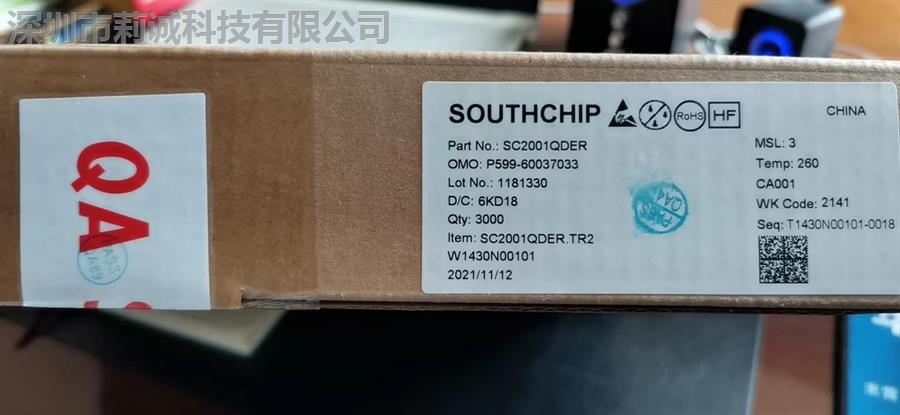 深圳市莉诚科技有限公司
QA
SOUTHCHIP
RoHS
HF
CHINA
Part No.: SC2001QDER
OMO: P599-60037033
Lot No.: 1181330
D/C: 6KD18
Qty: 3000
Item: SC2001QDER.TR2
W1430N00101
2021/11/12
MSL: 3
Temp: 260
CA001
WK Code: 2141
Seq: T1430N00101-0018